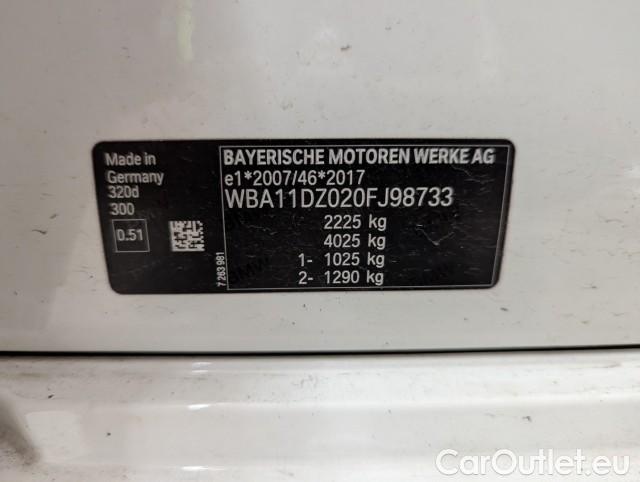 Made in
Germany
320d
300
0.51
7 263 981
BAYERISCHE MOTOREN WERKE AG
e1*2007/46*2017
WBA11DZ020FJ98733
2225 kg
4025 kg
1- 1025 kg
2- 1290 kg
CarOutlet.eu